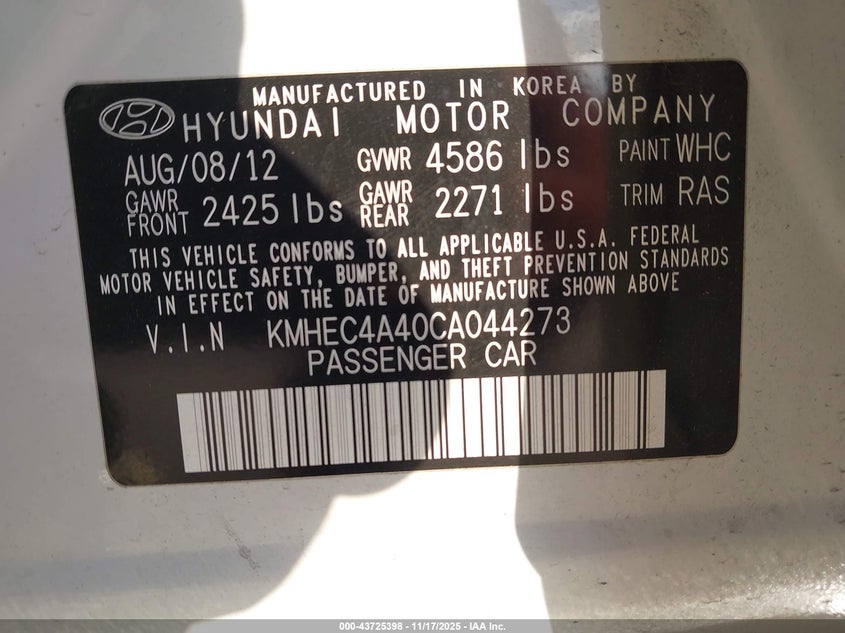 MANUFACTURED IN KOREA BY
HYUNDAI MOTOR COMPANY
AUG/08/12 GVWR 4586 lbs PAINT WHC
GAWR FRONT 2425 lbs GAWR REAR 2271 lbs TRIM RAS
THIS VEHICLE CONFORMS TO ALL APPLICABLE U.S.A. FEDERAL
MOTOR VEHICLE SAFETY, BUMPER, AND THEFT PREVENTION STANDARDS
IN EFFECT ON THE DATE OF MANUFACTURE SHOWN ABOVE
V.I.N KMHEC4A40CA044273
PASSENGER CAR
000-43725398 - 11/17/2025 - IAA Inc.